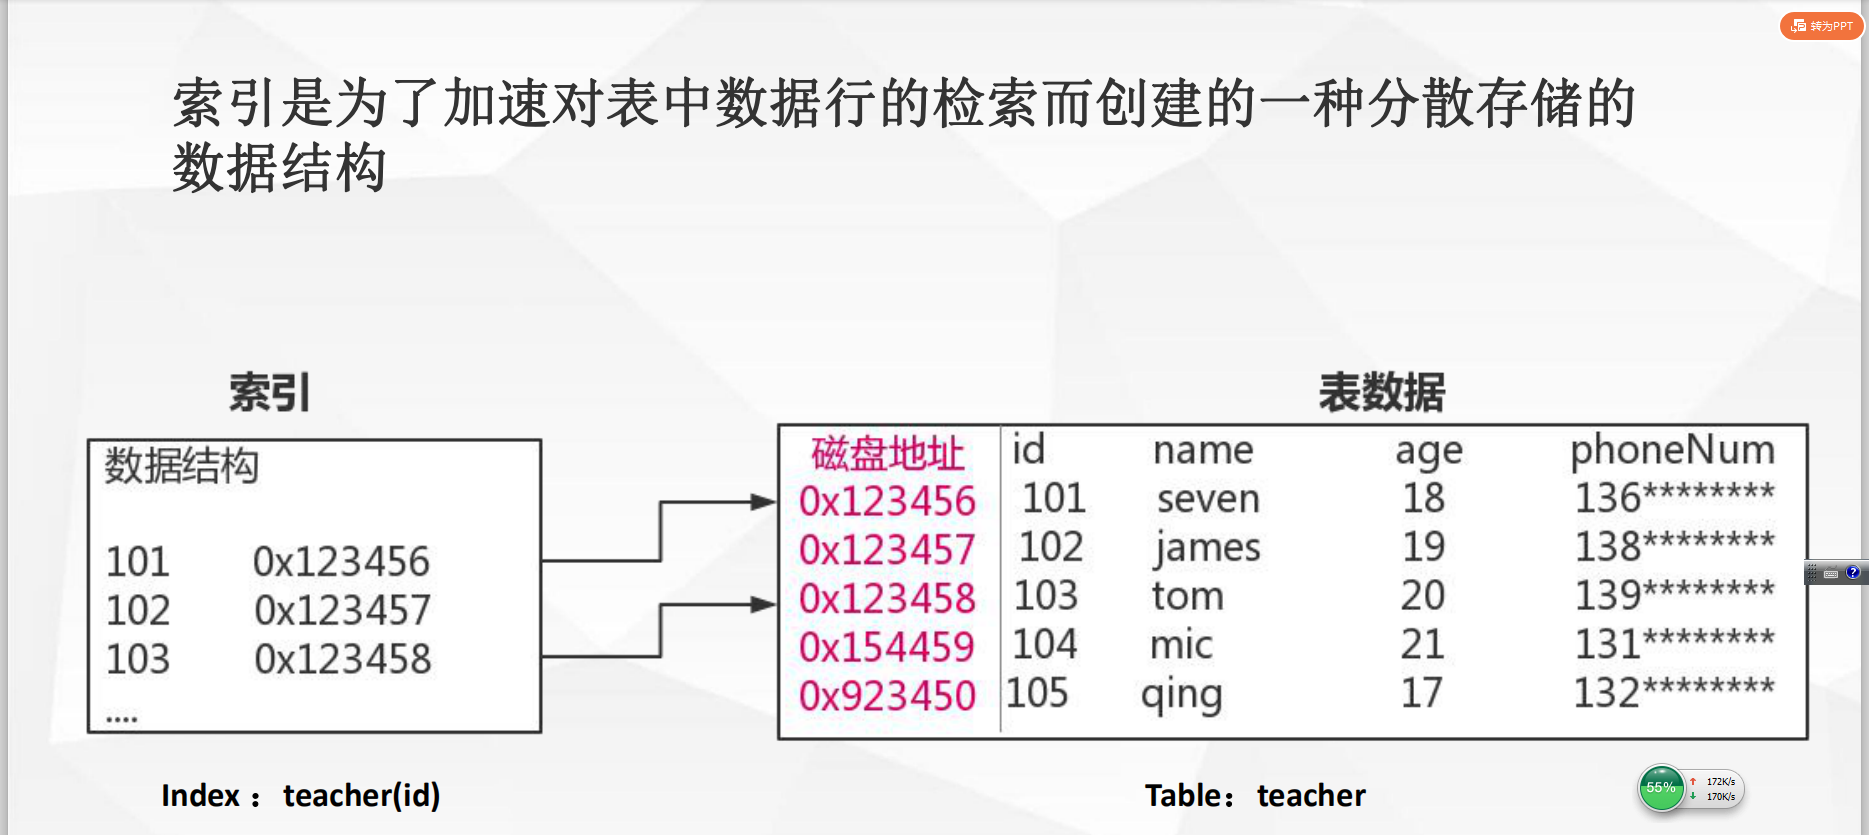 转为PPT
索引是为了加速对表中数据行的检索而创建的一种分散存储的
数据结构
索引
数据结构
101 0x123456
102 0x123457
103 0x123458
....
Index： teacher(id)
表数据
磁盘地址 id name age phoneNum
0x123456 101 seven 18 136********
0x123457 102 james 19 138********
0x123458 103 tom 20 139********
0x154459 104 mic 21 131********
0x923450 105 qing 17 132********
Table： teacher
55%
↑ 172K/s
↓ 170K/s